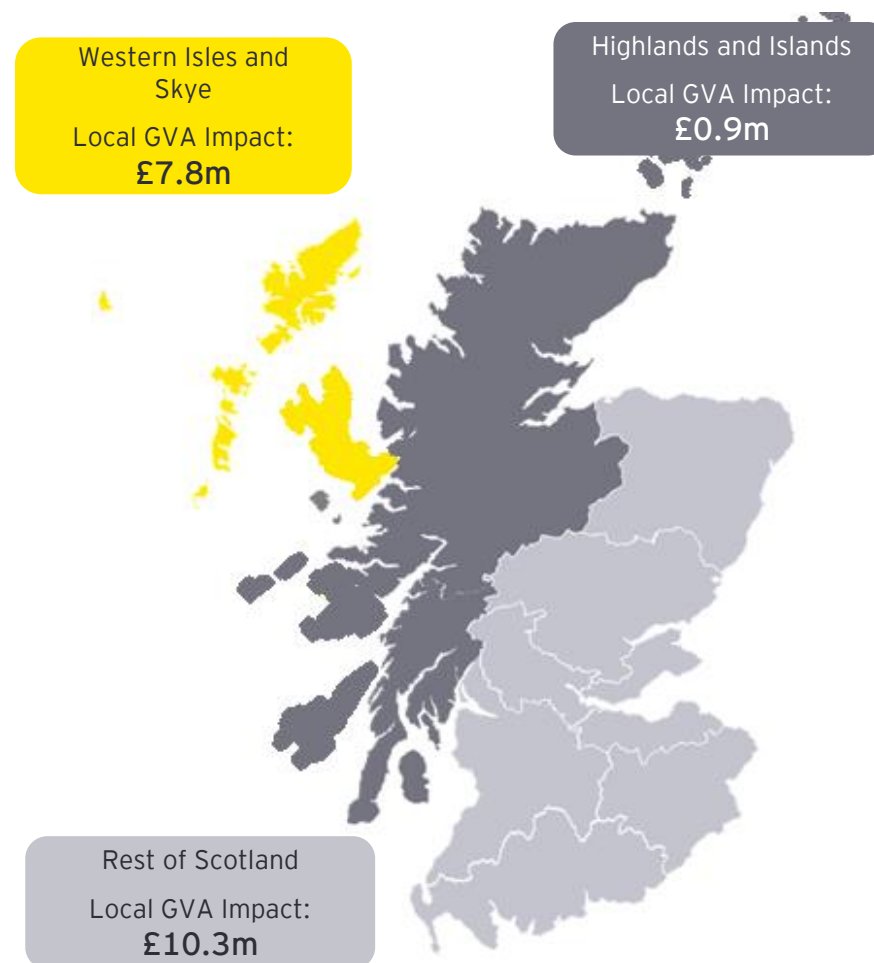 Western Isles and
Skye
Local GVA Impact:
£7.8m
Highlands and Islands
Local GVA Impact:
£0.9m
Rest of Scotland
Local GVA Impact:
£10.3m